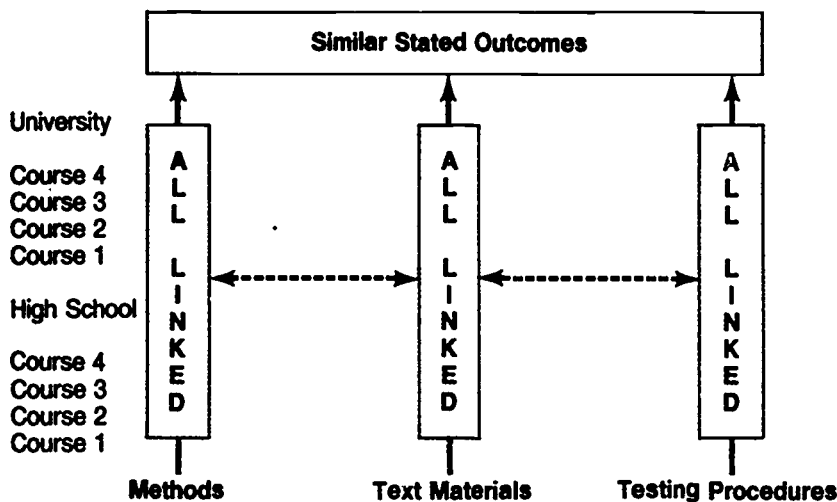 Similar Stated Outcomes
University
Course 4
Course 3
Course 2
Course 1
High School
Course 4
Course 3
Course 2
Course 1
ALL LINKED
ALL LINKED
ALL LINKED
Methods
Text Materials
Testing Procedures